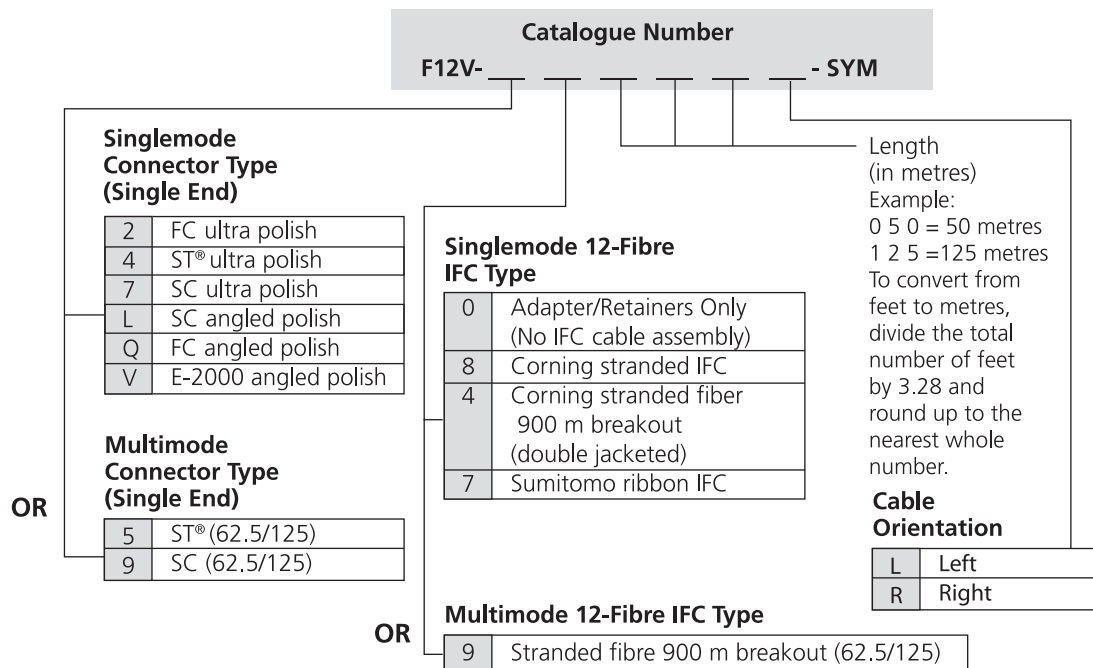 Catalogue Number
F12V- __ __ __ __ __ __ - SYM
Singlemode
Connector Type
(Single End)
2 FC ultra polish
4 ST® ultra polish
7 SC ultra polish
L SC angled polish
Q FC angled polish
V E-2000 angled polish
OR
Multimode
Connector Type
(Single End)
5 ST® (62.5/125)
9 SC (62.5/125)
Singlemode 12-Fibre
IFC Type
0 Adapter/Retainers Only
(No IFC cable assembly)
8 Corning stranded IFC
4 Corning stranded fiber
900 m breakout
(double jacketed)
7 Sumitomo ribbon IFC
OR
Multimode 12-Fibre IFC Type
9 Stranded fibre 900 m breakout (62.5/125)
Length
(in metres)
Example:
0 5 0 = 50 metres
1 2 5 =125 metres
To convert from
feet to metres,
divide the total
number of feet
by 3.28 and
round up to the
nearest whole
number.
Cable
Orientation
L Left
R Right